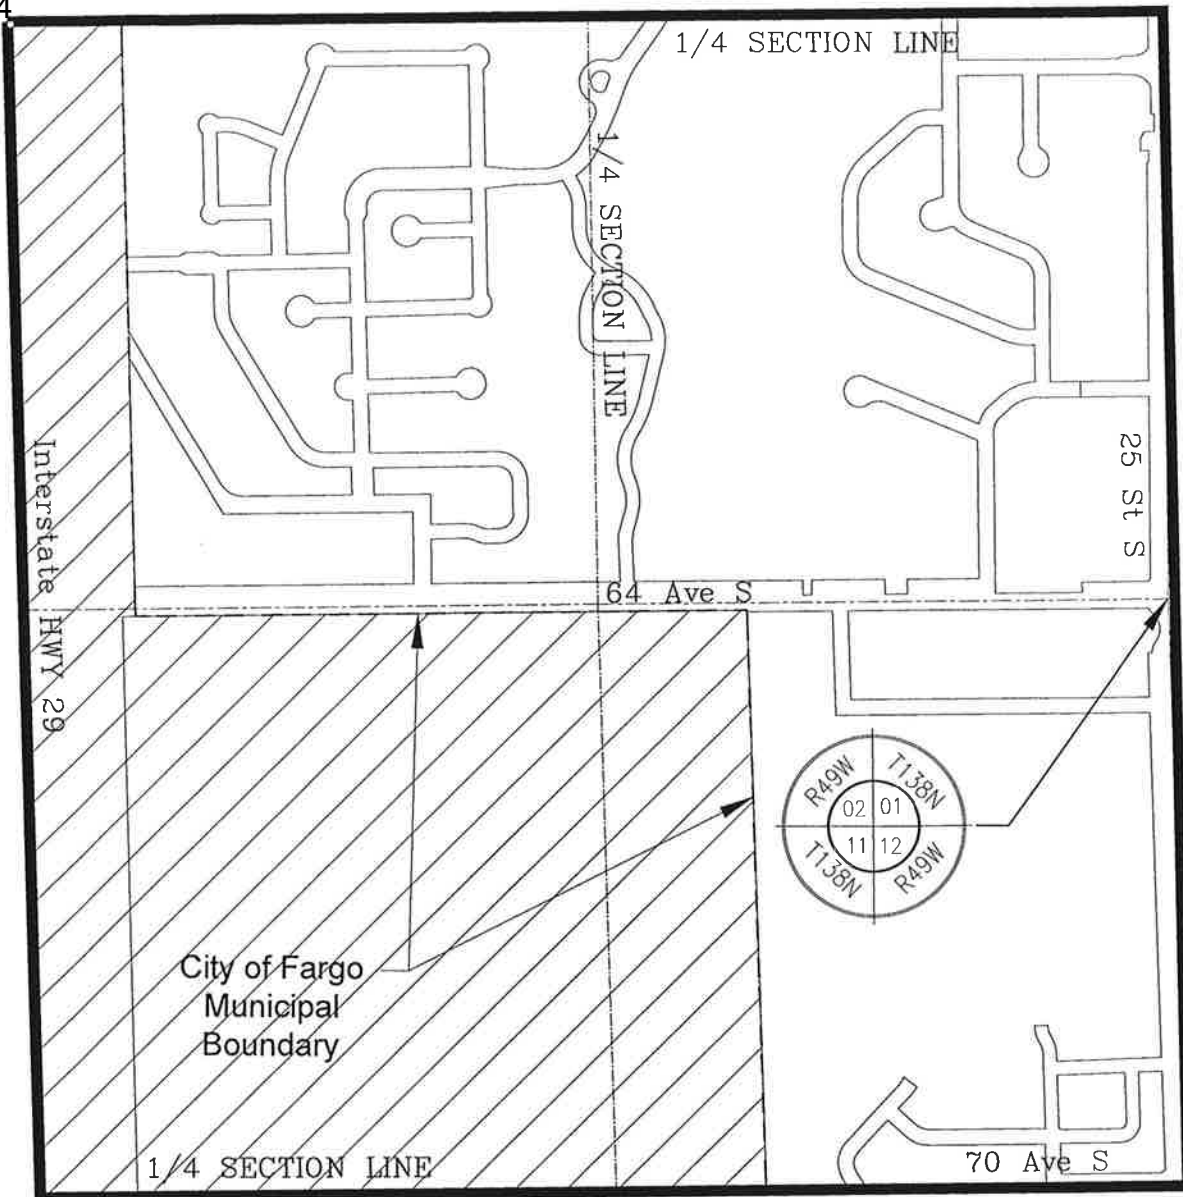 4
1/4 SECTION LINE
1/4 SECTION LINE
25 St S
Interstate HWY 29
64 Ave S
R49W
T138N
02
01
11
12
T138N
R49W
City of Fargo
Municipal
Boundary
1/4 SECTION LINE
70 Ave S